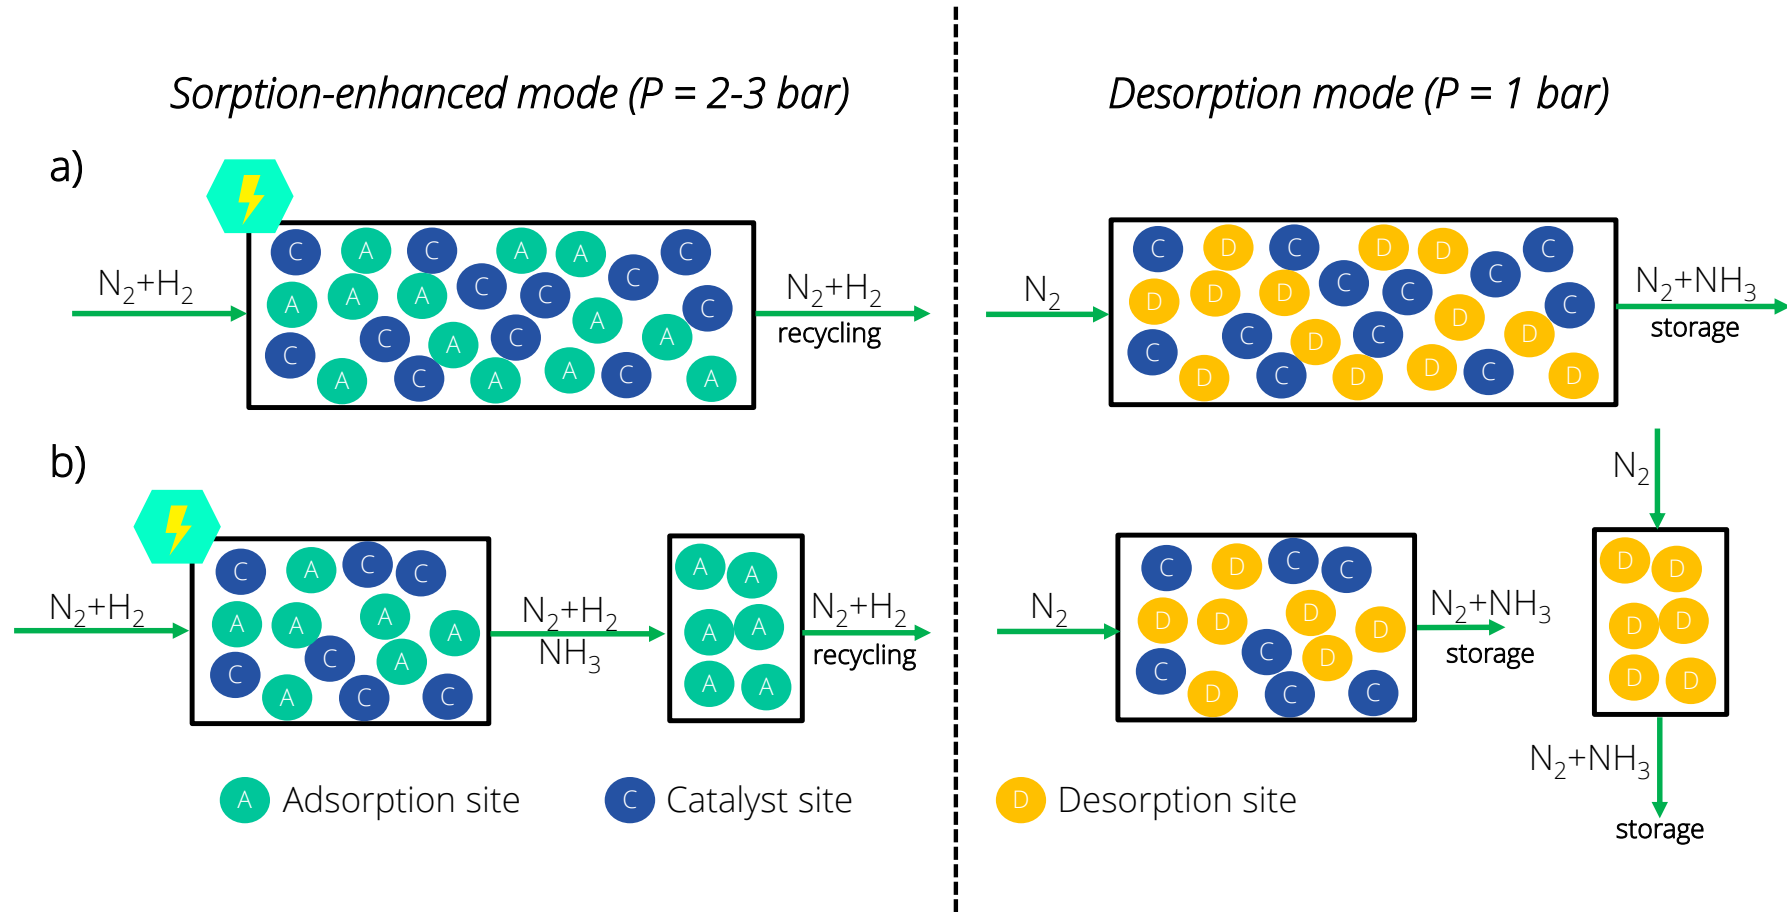 Sorption-enhanced mode (P = 2-3 bar)
Desorption mode (P = 1 bar)
a)
N₂+H₂
C A C A A C C
A A A C C A C
C C A C A
A C A A C A
N₂+H₂
recycling
N₂
C D C D D C C
D D D C C D C
C C D C D
D C D D C D
N₂+NH₃
storage
b)
N₂+H₂
C A C C
A A A A
C C A
A C C
N₂+H₂
NH₃
A A
A A
A A
N₂+H₂
recycling
N₂
C D C C
D D D D
C C D
D C C
N₂+NH₃
storage
N₂
D D
D D
D D
N₂+NH₃
storage
A Adsorption site
C Catalyst site
D Desorption site